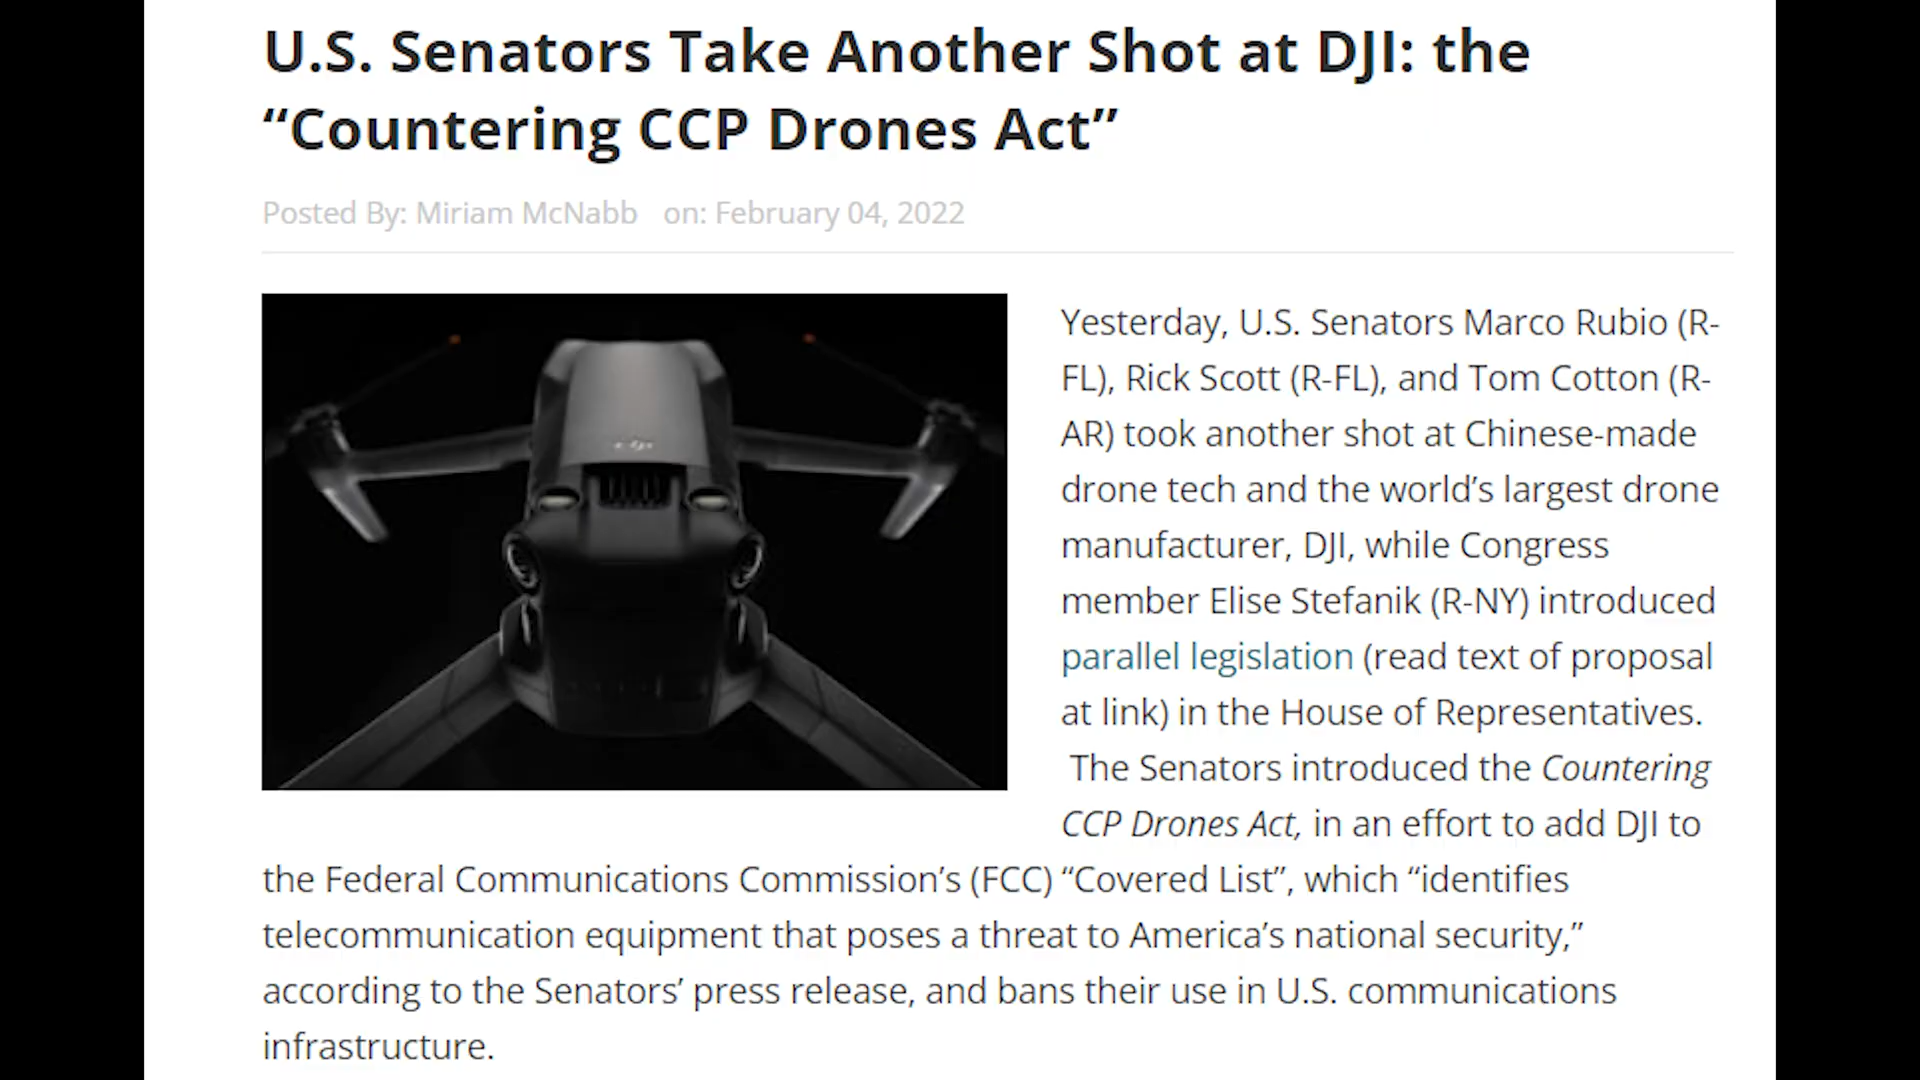 U.S. Senators Take Another Shot at DJI: the
“Countering CCP Drones Act”
Posted By: Miriam McNabb on: February 04, 2022
dji
Yesterday, U.S. Senators Marco Rubio (R-
FL), Rick Scott (R-FL), and Tom Cotton (R-
AR) took another shot at Chinese-made
drone tech and the world’s largest drone
manufacturer, DJI, while Congress
member Elise Stefanik (R-NY) introduced
parallel legislation (read text of proposal
at link) in the House of Representatives.
The Senators introduced the Countering
CCP Drones Act, in an effort to add DJI to
the Federal Communications Commission’s (FCC) “Covered List”, which “identifies
telecommunication equipment that poses a threat to America’s national security,”
according to the Senators’ press release, and bans their use in U.S. communications
infrastructure.